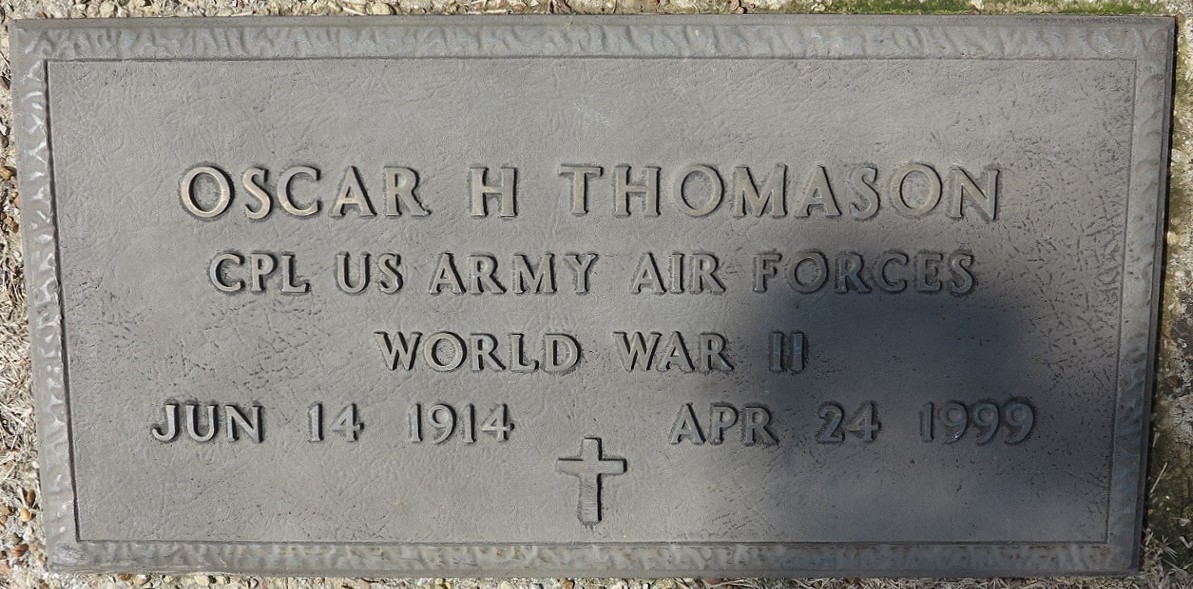 OSCAR H THOMASON
CPL US ARMY AIR FORCES
WORLD WAR II
JUN 14 1914 APR 24 1999